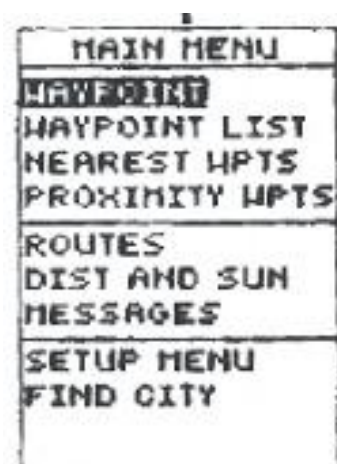 MAIN MENU
WAYPOINT
WAYPOINT LIST
NEAREST WPTS
PROXIMITY WPTS
ROUTES
DIST AND SUN
MESSAGES
SETUP MENU
FIND CITY